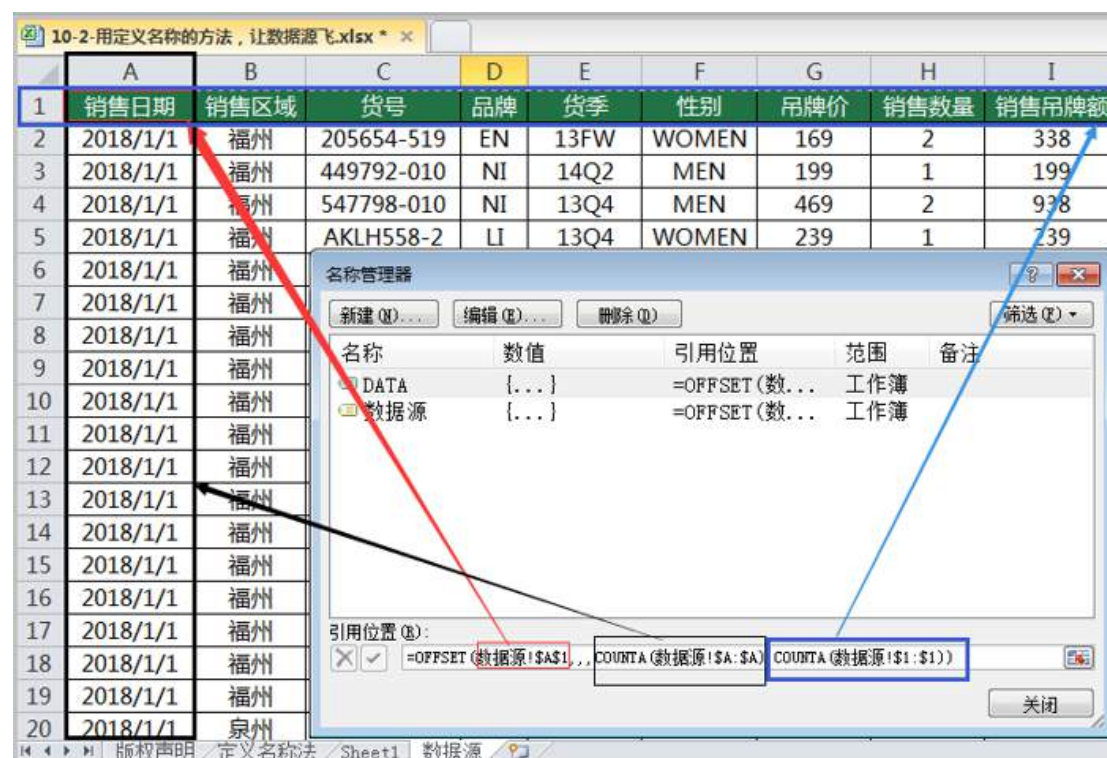 10-2-用定义名称的方法，让数据源飞.xlsx *
A B C D E F G H I
1 销售日期 销售区域 货号 品牌 货季 性别 吊牌价 销售数量 销售吊牌额
2 2018/1/1 福州 205654-519 EN 13FW WOMEN 169 2 338
3 2018/1/1 福州 449792-010 NI 14Q2 MEN 199 1 199
4 2018/1/1 福州 547798-010 NI 13Q4 MEN 469 2 938
5 2018/1/1 福州 AKLH558-2 LI 13Q4 WOMEN 239 1 239
6 2018/1/1 福州
7 2018/1/1 福州
8 2018/1/1 福州
9 2018/1/1 福州
10 2018/1/1 福州
11 2018/1/1 福州
12 2018/1/1 福州
13 2018/1/1 福州
14 2018/1/1 福州
15 2018/1/1 福州
16 2018/1/1 福州
17 2018/1/1 福州
18 2018/1/1 福州
19 2018/1/1 福州
20 2018/1/1 泉州
名称管理器
新建(N)... 编辑(E)... 删除(D) 筛选(F)
名称 数值 引用位置 范围 备注
DATA {...} =OFFSET(数... 工作簿
数据源 {...} =OFFSET(数... 工作簿
引用位置(R):
=OFFSET(数据源!$A$1,,,COUNTA(数据源!$A:$A) COUNTA(数据源!$1:$1))
关闭
版权声明 定义名称法 Sheet1 数据源